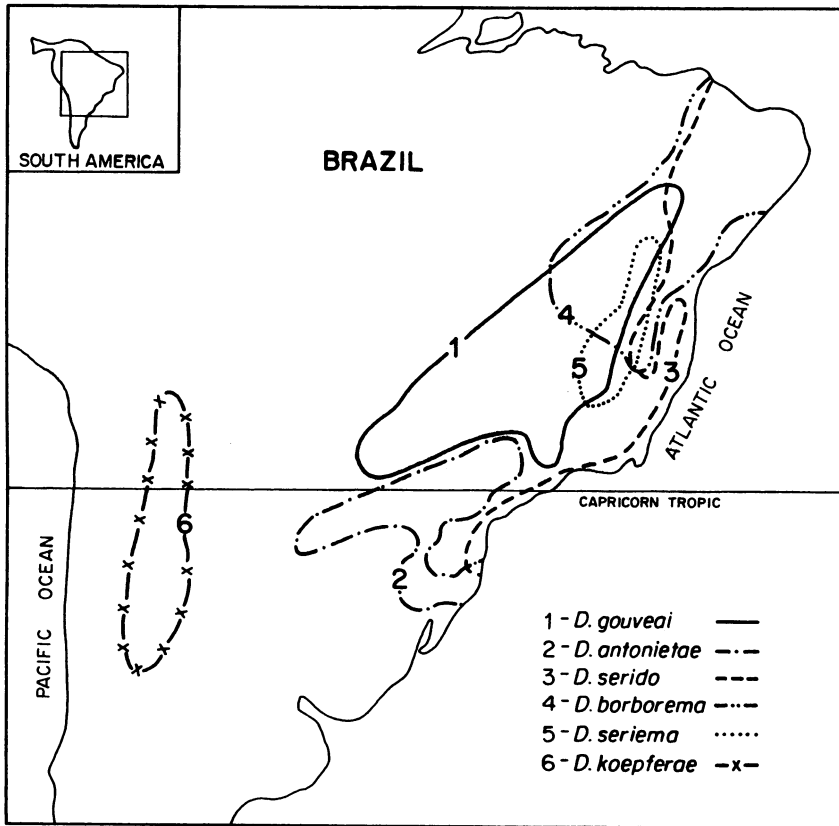 SOUTH AMERICA
BRAZIL
1
4
5
3
ATLANTIC OCEAN
CAPRICORN TROPIC
6
2
PACIFIC OCEAN
1 - D. gouveai
2 - D. antonietae
3 - D. serido
4 - D. borborema
5 - D. seriema
6 - D. koepferae